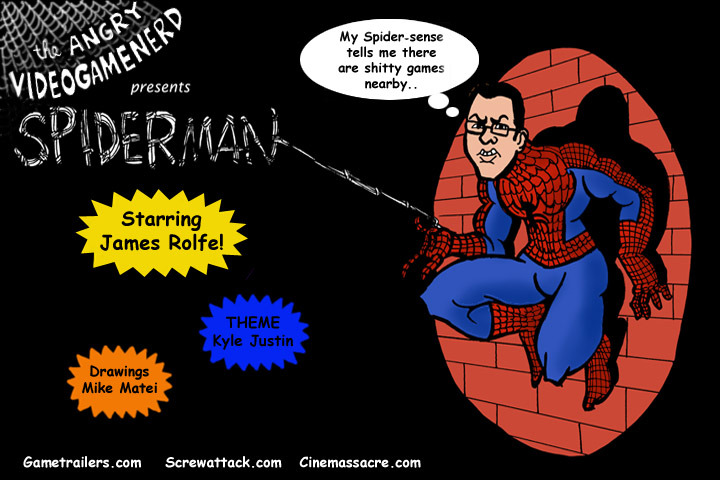 the ANGRY
VIDEOGAMENERD
presents
SPIDERMAN
My Spider-sense
tells me there
are shitty games
nearby..
Starring
James Rolfe!
THEME
Kyle Justin
Drawings
Mike Matei
Gametrailers.com Screwattack.com Cinemassacre.com